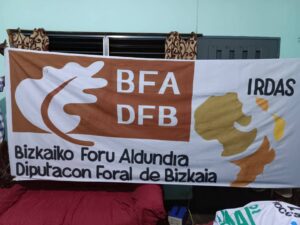 BFA
DFB
IRDAS
Bizkaiko Foru Aldundia
Diputacon Foral de Bizkaia